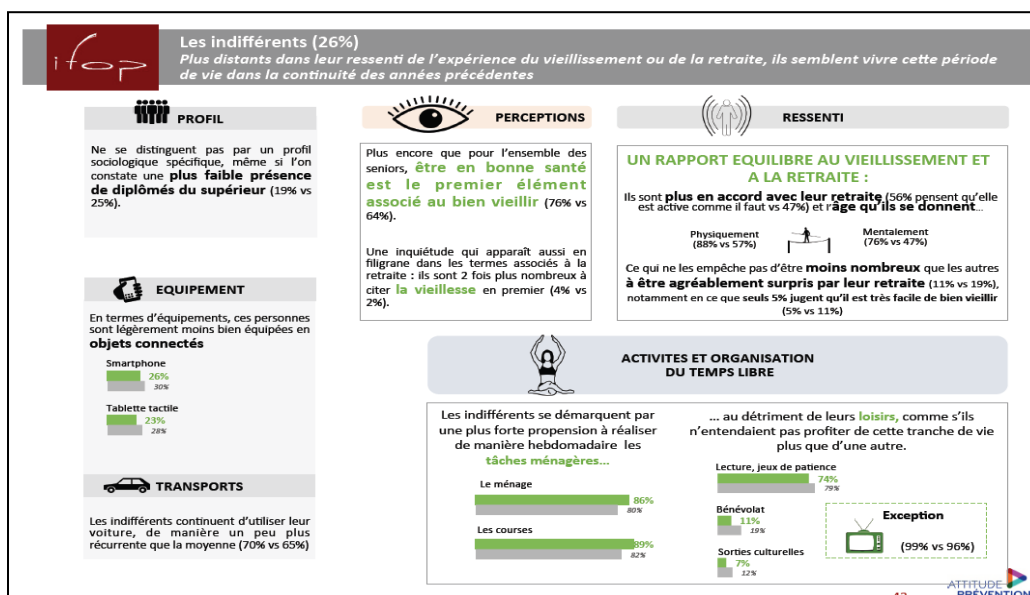 ifop
Les indifférents (26%)
Plus distants dans leur ressenti de l'expérience du vieillissement ou de la retraite, ils semblent vivre cette période
de vie dans la continuité des années précédentes
PROFIL
Ne se distinguent pas par un profil
sociologique spécifique, même si l'on
constate une plus faible présence
de diplômés du supérieur (19% vs
25%).
EQUIPEMENT
En termes d'équipements, ces personnes
sont légèrement moins bien équipées en
objets connectés
Smartphone
26%
30%
Tablette tactile
23%
28%
TRANSPORTS
Les indifférents continuent d'utiliser leur
voiture, de manière un peu plus
récurrente que la moyenne (70% vs 65%)
PERCEPTIONS
Plus encore que pour l'ensemble des
seniors, être en bonne santé
est le premier élément
associé au bien vieillir (76% vs
64%).
Une inquiétude qui apparaît aussi en
filigrane dans les termes associés à la
retraite : ils sont 2 fois plus nombreux à
citer la vieillesse en premier (4% vs
2%).
RESSENTI
UN RAPPORT EQUILIBRE AU VIEILLISSEMENT ET
A LA RETRAITE :
Ils sont plus en accord avec leur retraite (56% pensent qu'elle
est active comme il faut vs 47%) et l'âge qu'ils se donnent...
Physiquement
(88% vs 57%)
Mentalement
(76% vs 47%)
Ce qui ne les empêche pas d'être moins nombreux que les autres
à être agréablement surpris par leur retraite (11% vs 19%),
notamment en ce que seuls 5% jugent qu'il est très facile de bien vieillir
(5% vs 11%)
ACTIVITES ET ORGANISATION
DU TEMPS LIBRE
Les indifférents se démarquent par
une plus forte propension à réaliser
de manière hebdomadaire les
tâches ménagères...
Le ménage
86%
80%
Les courses
89%
82%
... au détriment de leurs loisirs, comme s'ils
n'entendaient pas profiter de cette tranche de vie
plus que d'une autre.
Lecture, jeux de patience
74%
79%
Bénévolat
11%
19%
Sorties culturelles
7%
12%
Exception
(99% vs 96%)
ATTITUDE
PRÉVENTION